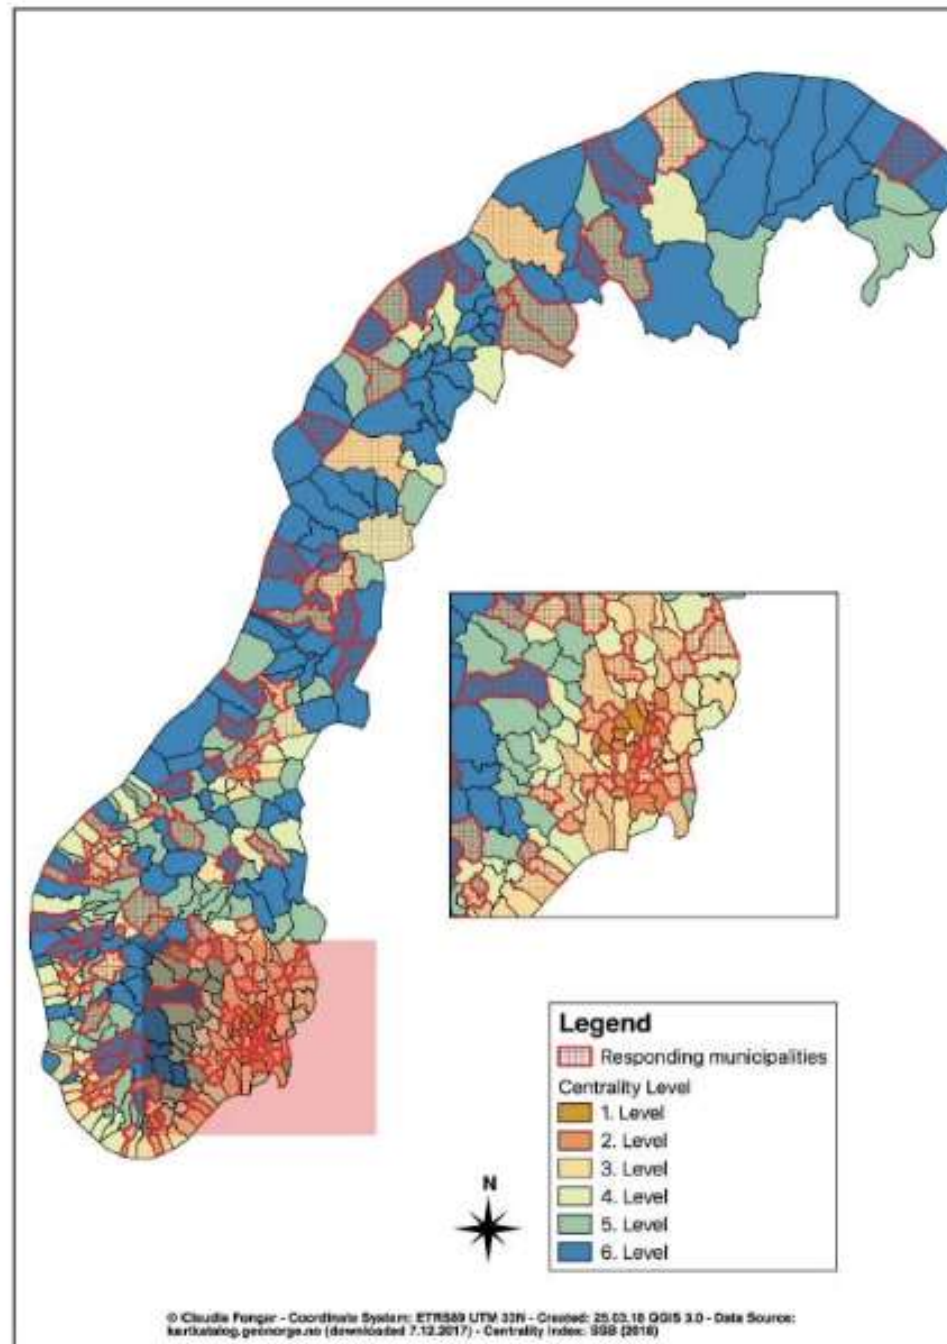 Legend
Responding municipalities
Centrality Level
1. Level
2. Level
3. Level
4. Level
5. Level
6. Level
N
© Claudia Fongar - Coordinate System: ETRS89 UTM 33N - Created: 25.03.18 QGIS 3.0 - Data Source:
kartkatalog.geonorge.no (downloaded 7.12.2017) - Centrality Index: SSB (2018)